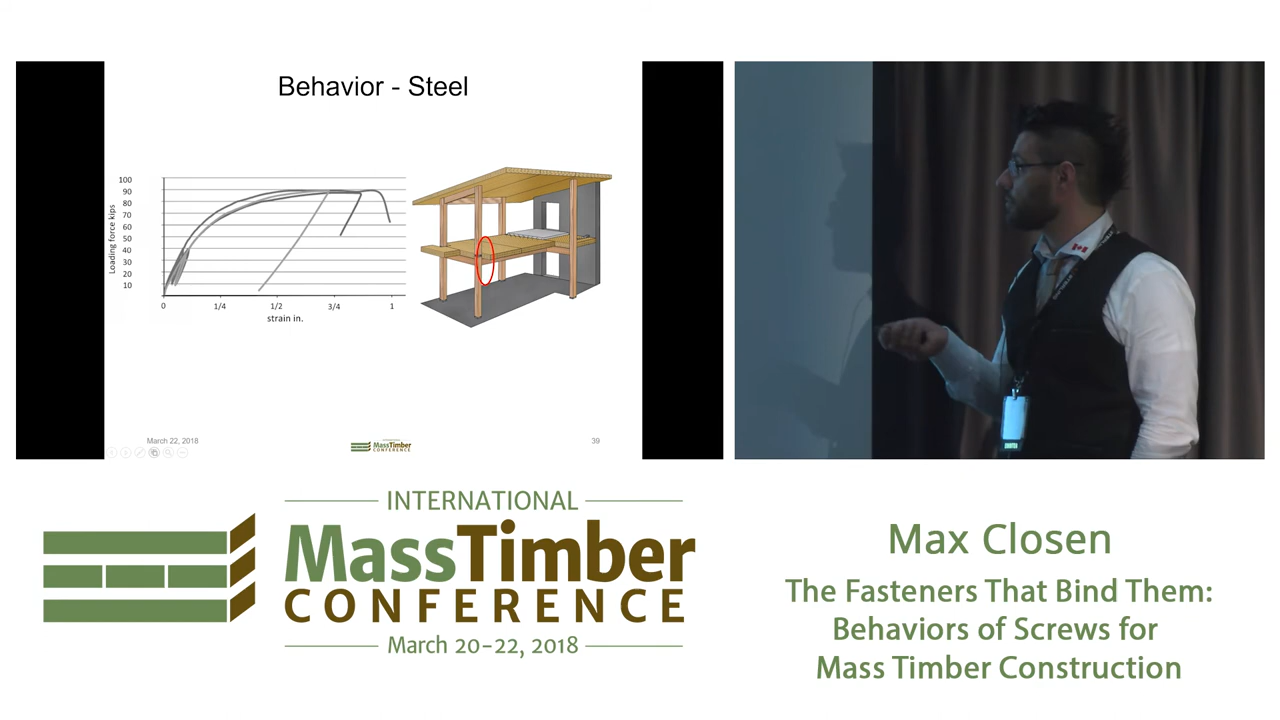 Behavior - Steel
100
90
80
70
60
50
40
30
20
10
Loading force kips
0
1/4
1/2
3/4
1
strain in.
March 22, 2018
MassTimber
CONFERENCE
39
INTERNATIONAL
MassTimber
CONFERENCE
March 20-22, 2018
Max Closen
The Fasteners That Bind Them:
Behaviors of Screws for
Mass Timber Construction